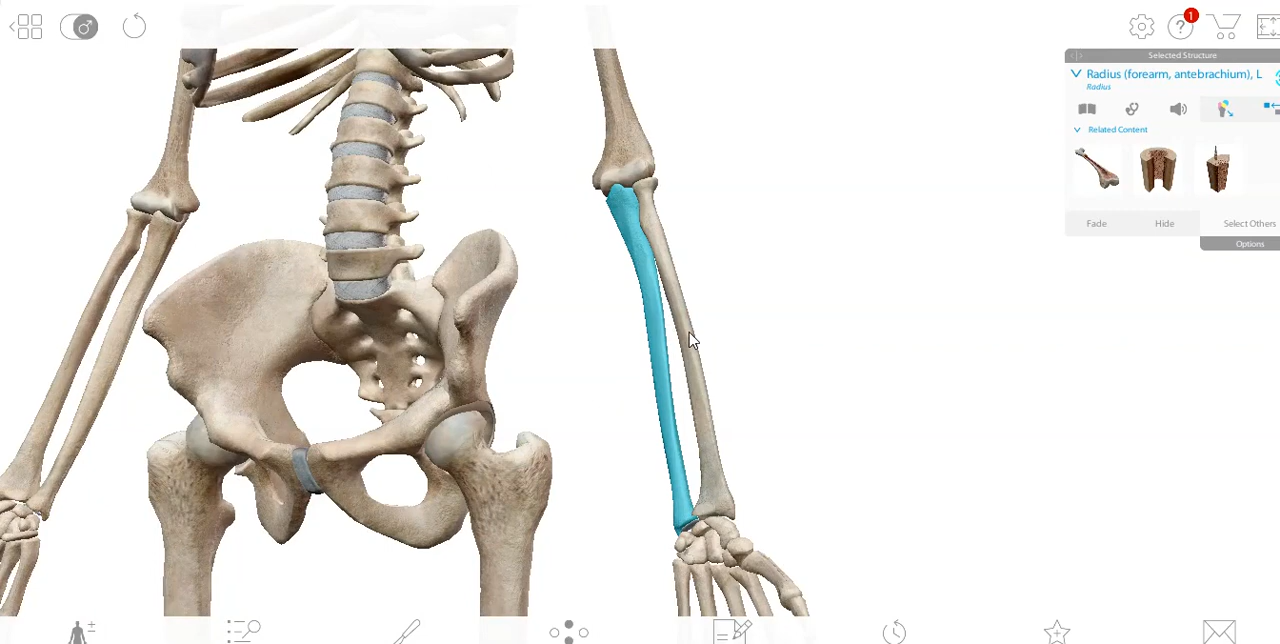 1
Selected Structure
Radius (forearm, antebrachium), L
Radius
Related Content
Fade Hide Select Others
Options